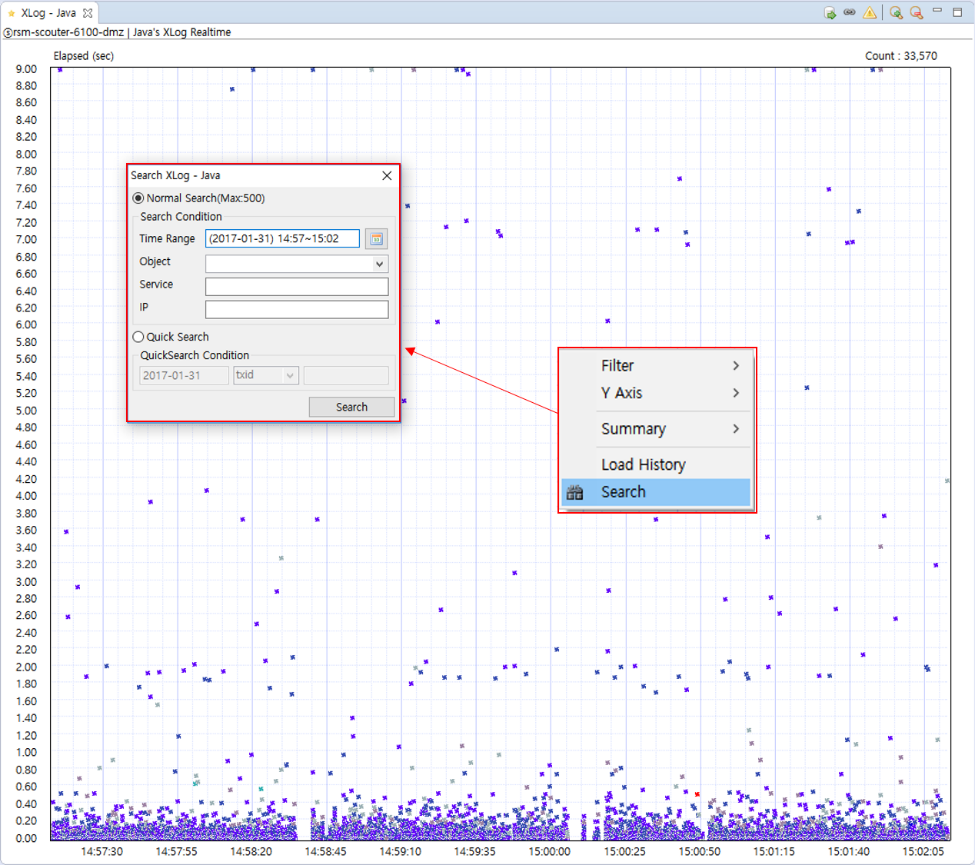 XLog - Java
rsm-scouter-6100-dmz | Java's XLog Realtime
Elapsed (sec)
Count : 33,570
9.00
8.80
8.60
8.40
8.20
8.00
7.80
7.60
7.40
7.20
7.00
6.80
6.60
6.40
6.20
6.00
5.80
5.60
5.40
5.20
5.00
4.80
4.60
4.40
4.20
4.00
3.80
3.60
3.40
3.20
3.00
2.80
2.60
2.40
2.20
2.00
1.80
1.60
1.40
1.20
1.00
0.80
0.60
0.40
0.20
0.00
Search XLog - Java
Normal Search(Max:500)
Search Condition
Time Range (2017-01-31) 14:57~15:02
Object
Service
IP
Quick Search
QuickSearch Condition
2017-01-31 txid
Search
Filter
Y Axis
Summary
Load History
Search
14:57:30 14:57:55 14:58:20 14:58:45 14:59:10 14:59:35 15:00:00 15:00:25 15:00:50 15:01:15 15:01:40 15:02:05